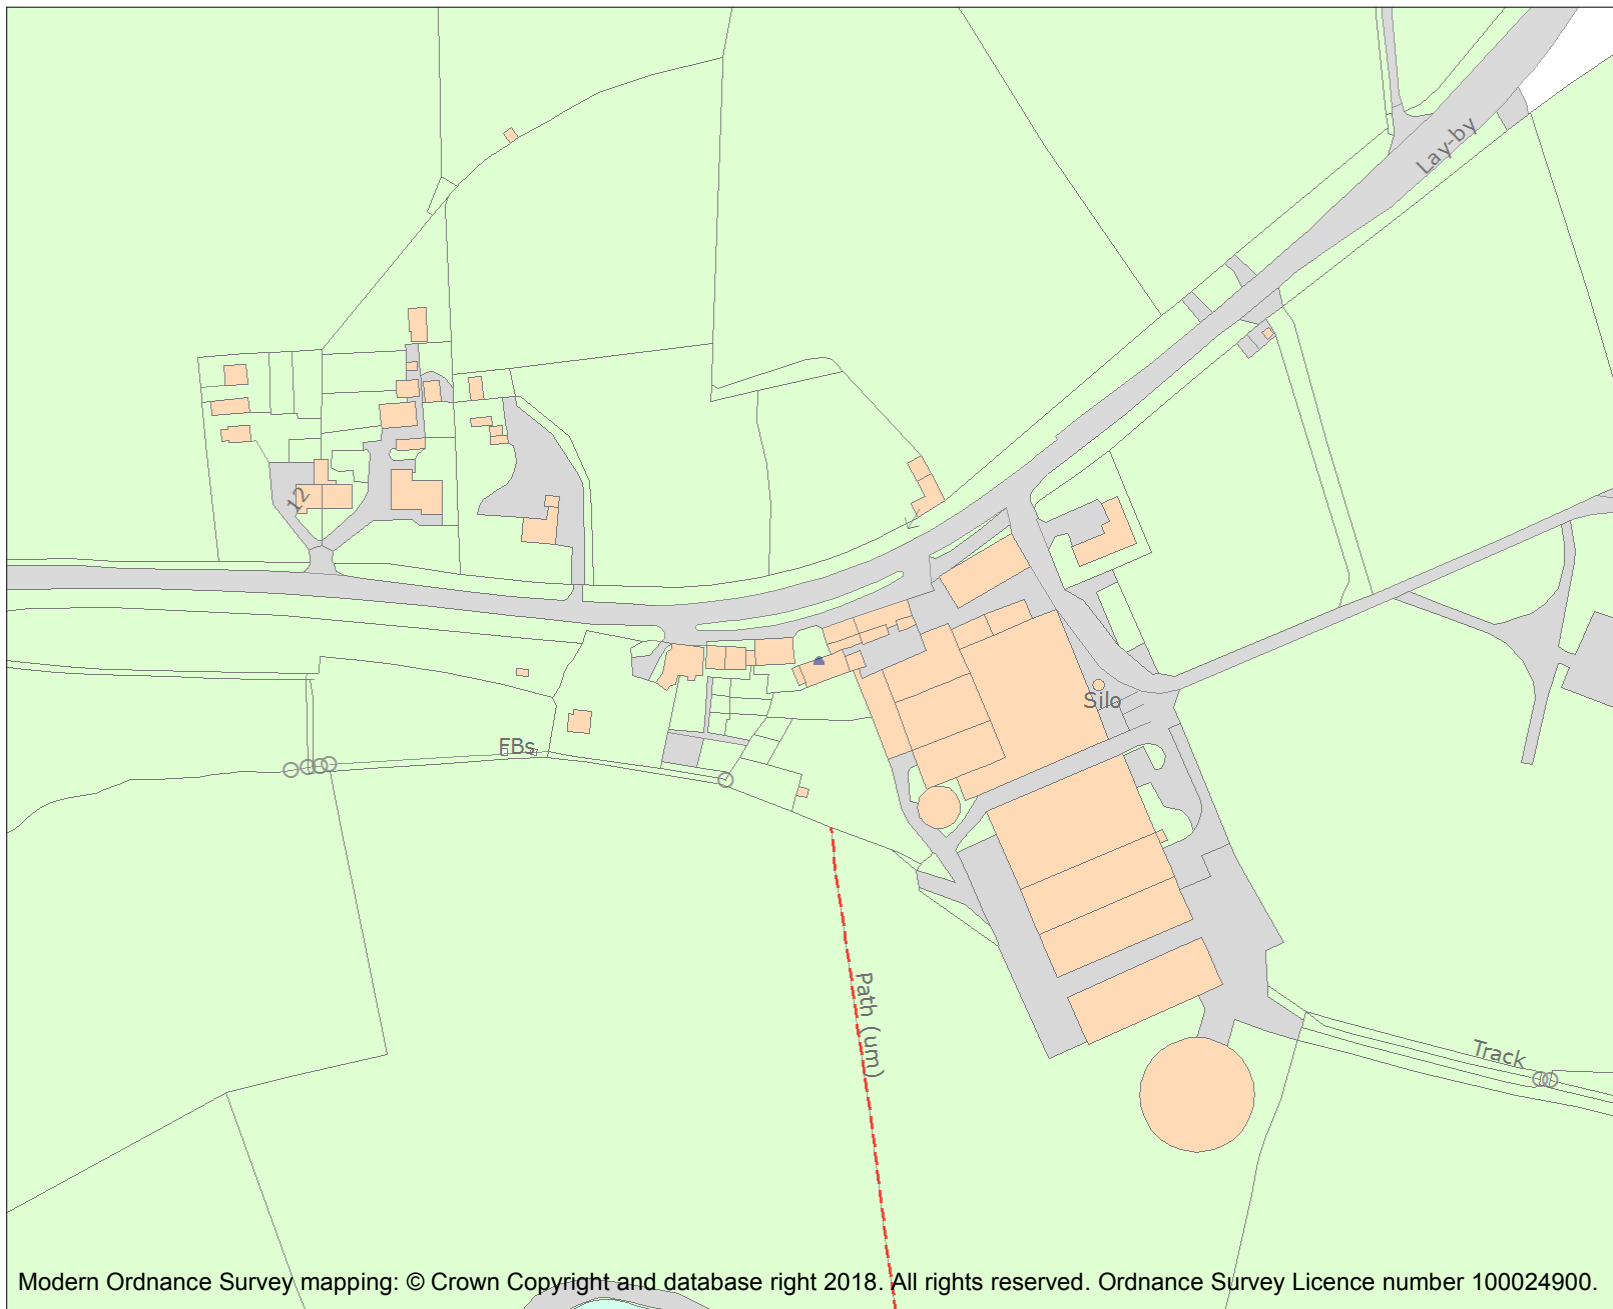 Lay-by
12
Silo
FBs
Path (um)
Track
Modern Ordnance Survey mapping: © Crown Copyright and database right 2018. All rights reserved. Ordnance Survey Licence number 100024900.